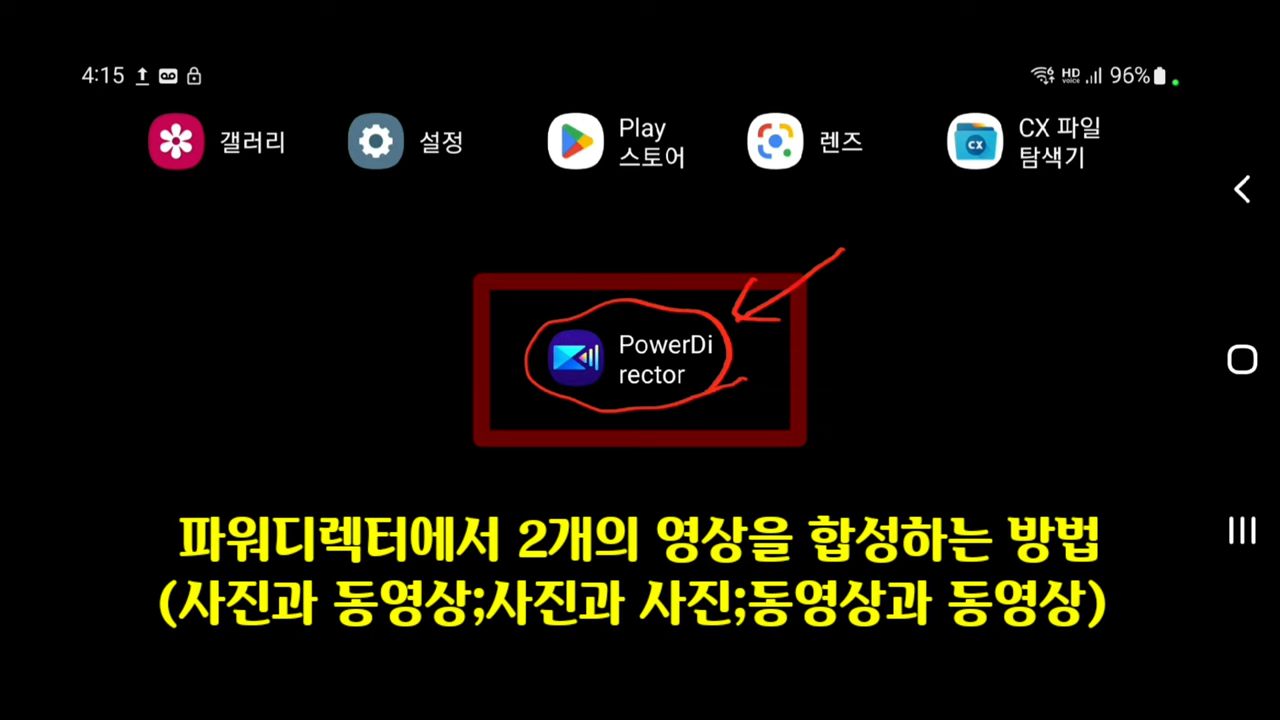 4:15
HD voice 96%
갤러리
설정
Play
스토어
렌즈
CX 파일
탐색기
CX
PowerDi
rector
파워디렉터에서 2개의 영상을 합성하는 방법
(사진과 동영상;사진과 사진;동영상과 동영상)